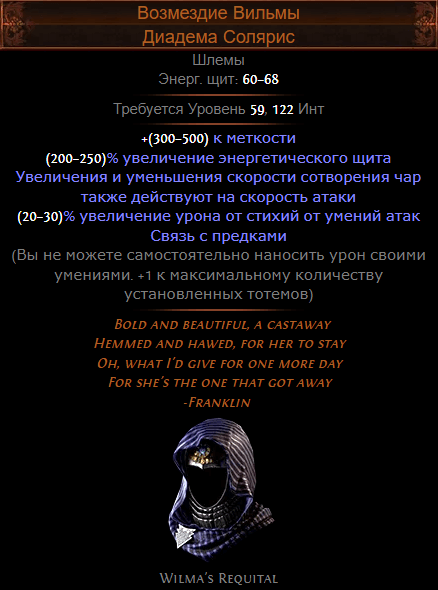 Возмездие Вильмы
Диадема Солярис
Шлемы
Энерг. щит: 60–68
Требуется Уровень 59, 122 Инт
+(300–500) к меткости
(200–250)% увеличение энергетического щита
Увеличения и уменьшения скорости сотворения чар
также действуют на скорость атаки
(20–30)% увеличение урона от стихий от умений атак
Связь с предками
(Вы не можете самостоятельно наносить урон своими
умениями. +1 к максимальному количеству
установленных тотемов)
Bold and beautiful, a castaway
Hemmed and hawed, for her to stay
Oh, what I'd give for one more day
For she's the one that got away
-Franklin
Wilma's Requital